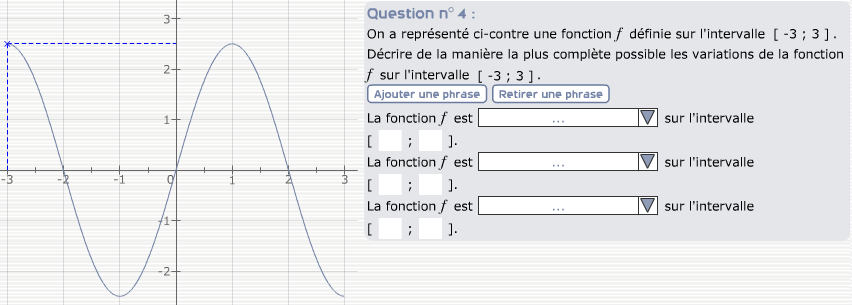 3
2
1
-3
-2
-1
0
1
2
3
-1
-2
Question n° 4 :
On a représenté ci-contre une fonction f définie sur l'intervalle [ -3 ; 3 ] .
Décrire de la manière la plus complète possible les variations de la fonction
f sur l'intervalle [ -3 ; 3 ] .
Ajouter une phrase Retirer une phrase
La fonction f est ... sur l'intervalle
[ ; ].
La fonction f est ... sur l'intervalle
[ ; ].
La fonction f est ... sur l'intervalle
[ ; ].